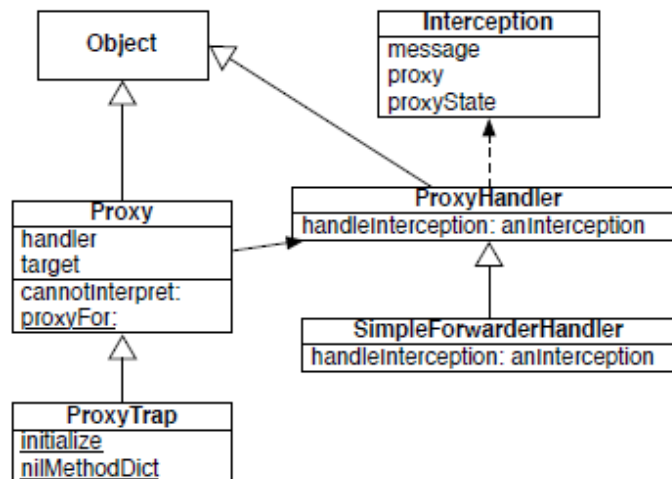 Object
Interception
message
proxy
proxyState
Proxy
handler
target
cannotInterpret:
proxyFor:
ProxyHandler
handleInterception: anInterception
SimpleForwarderHandler
handleInterception: anInterception
ProxyTrap
initialize
nilMethodDict